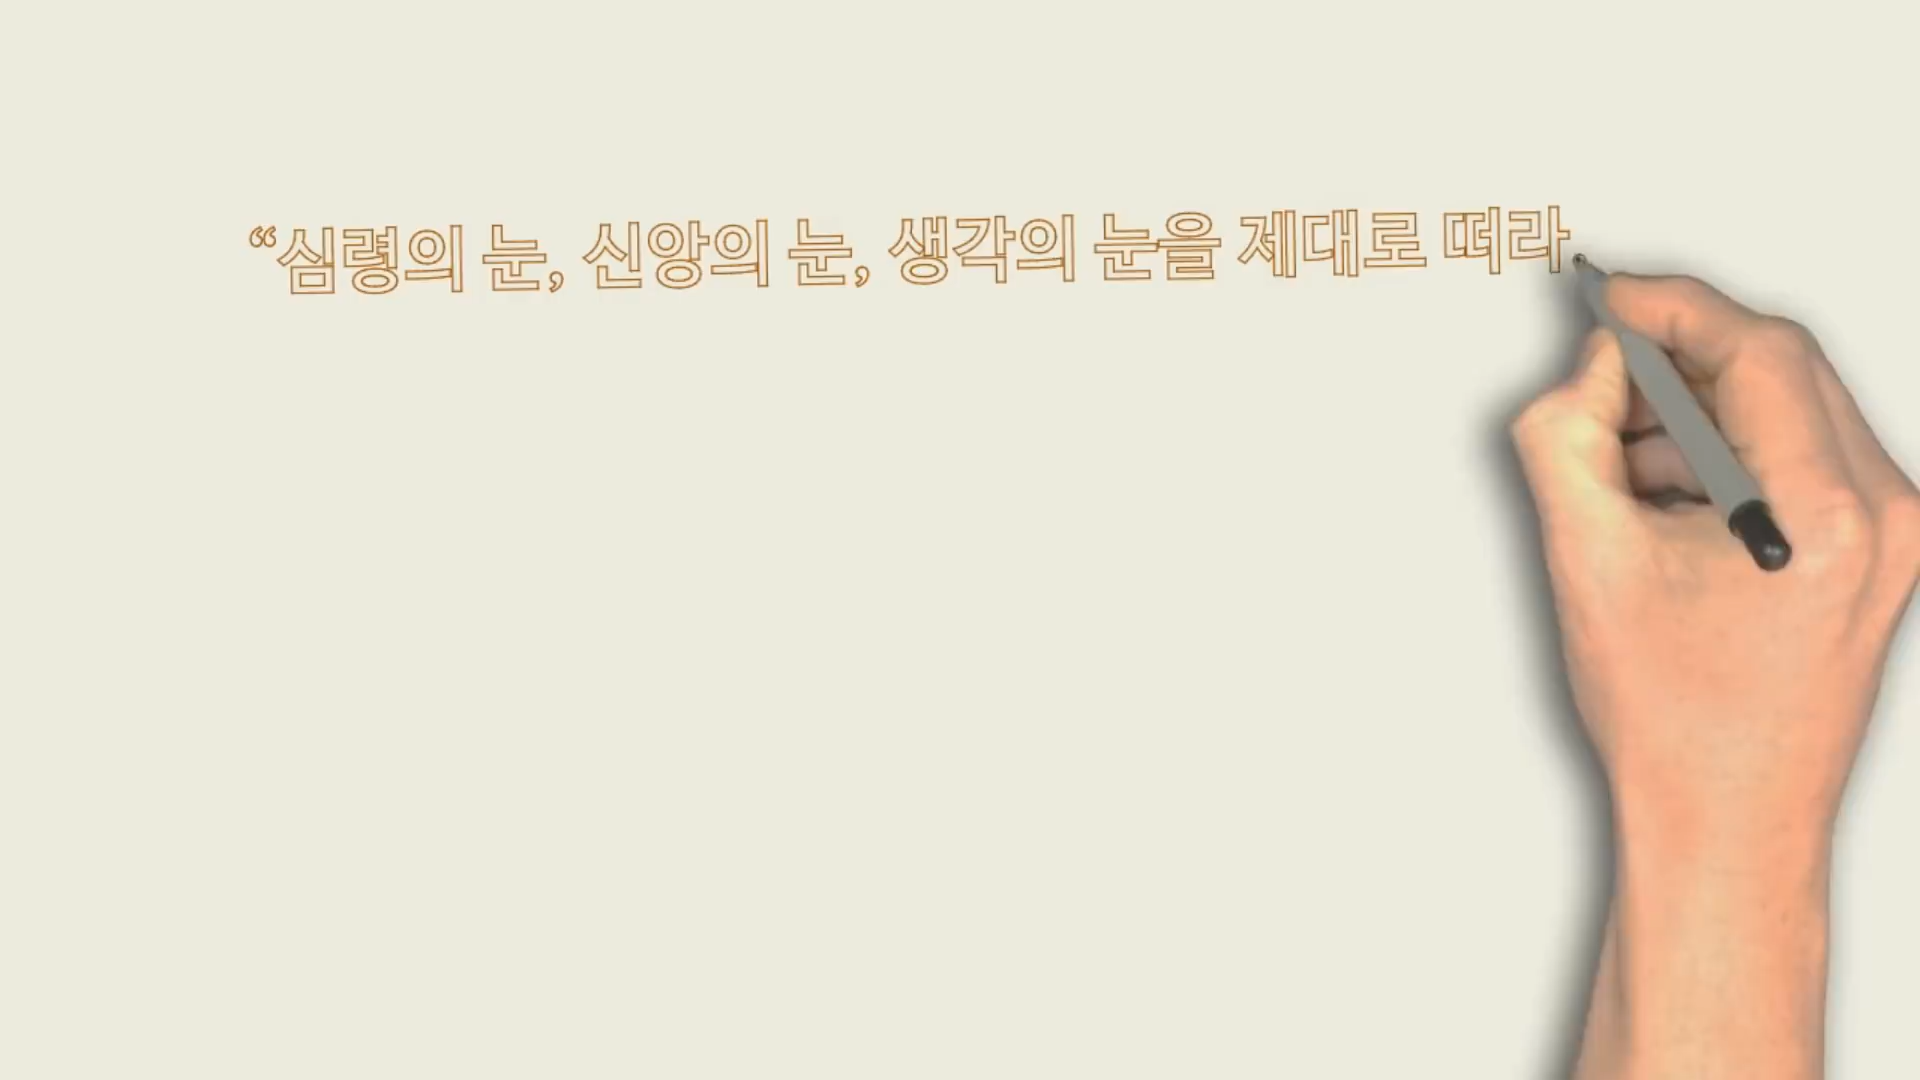 “심령의 눈, 신앙의 눈, 생각의 눈을 제대로 떠라